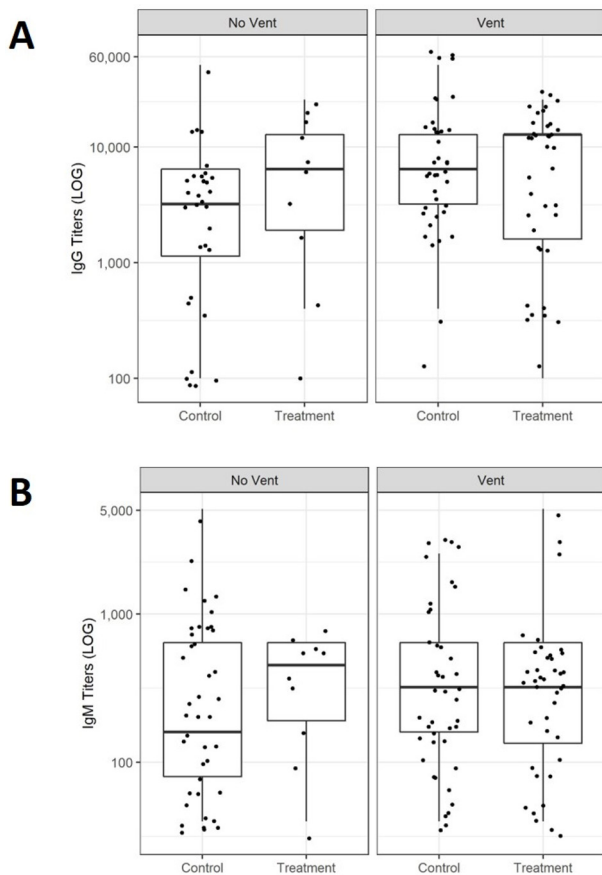 A
No Vent
Vent
60,000
10,000
1,000
100
IgG Titers (LOG)
Control
Treatment
Control
Treatment
B
No Vent
Vent
5,000
1,000
100
IgM Titers (LOG)
Control
Treatment
Control
Treatment